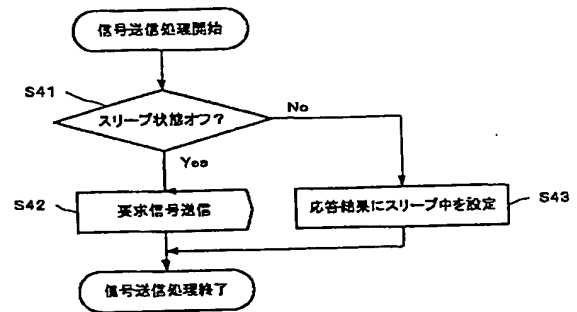 信号送信処理開始
S41
スリープ状態オフ？
No
Yes
S42
要求信号送信
応答結果にスリープ中を設定
S43
信号送信処理終了